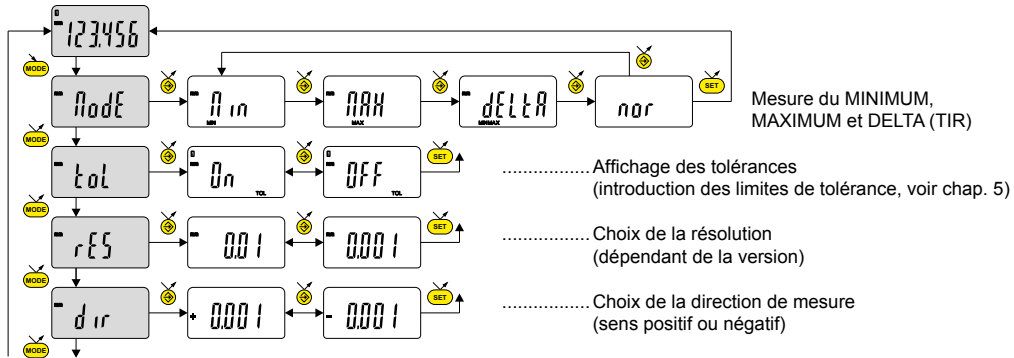 123.456
MODE
ModE
M in
MIN
MAX
MAX
dELtA
MINMAX
nor
SET
Mesure du MINIMUM,
MAXIMUM et DELTA (TIR)
MODE
toL
On
TOL
OFF
TOL
SET
.................Affichage des tolérances
(introduction des limites de tolérance, voir chap. 5)
MODE
rES
0.01
0.001
SET
.................Choix de la résolution
(dépendant de la version)
MODE
dir
+ 0.001
- 0.001
SET
.................Choix de la direction de mesure
(sens positif ou négatif)
MODE